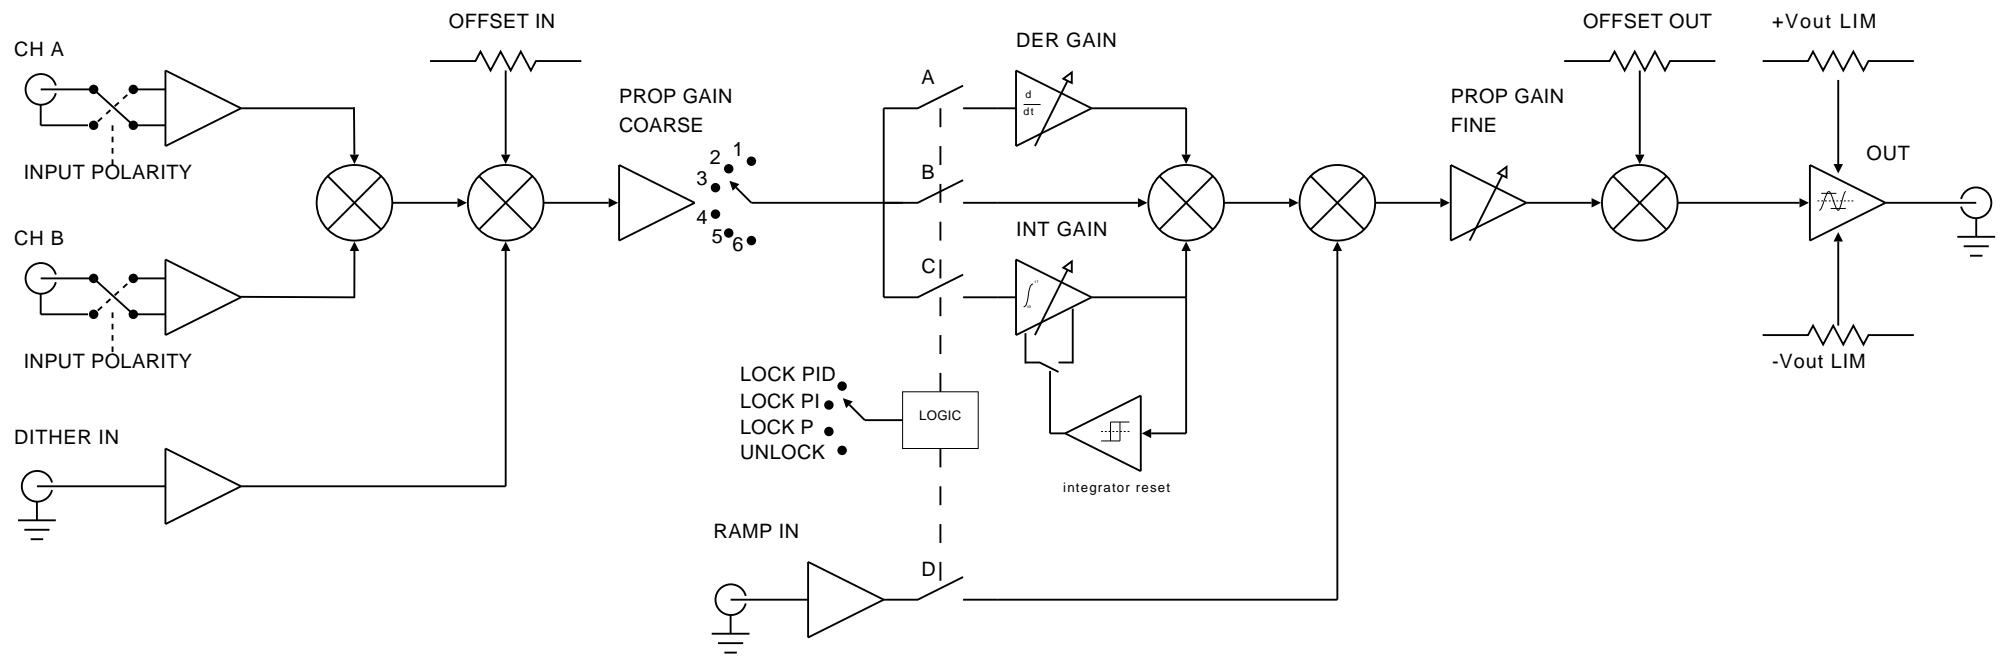 OFFSET IN
CH A
INPUT POLARITY
CH B
INPUT POLARITY
DITHER IN
PROP GAIN
COARSE
1
2
3
4
5
6
A
B
C
D
DER GAIN
d
dt
INT GAIN
LOCK PID
LOCK PI
LOCK P
UNLOCK
LOGIC
integrator reset
RAMP IN
PROP GAIN
FINE
OFFSET OUT
+Vout LIM
OUT
-Vout LIM